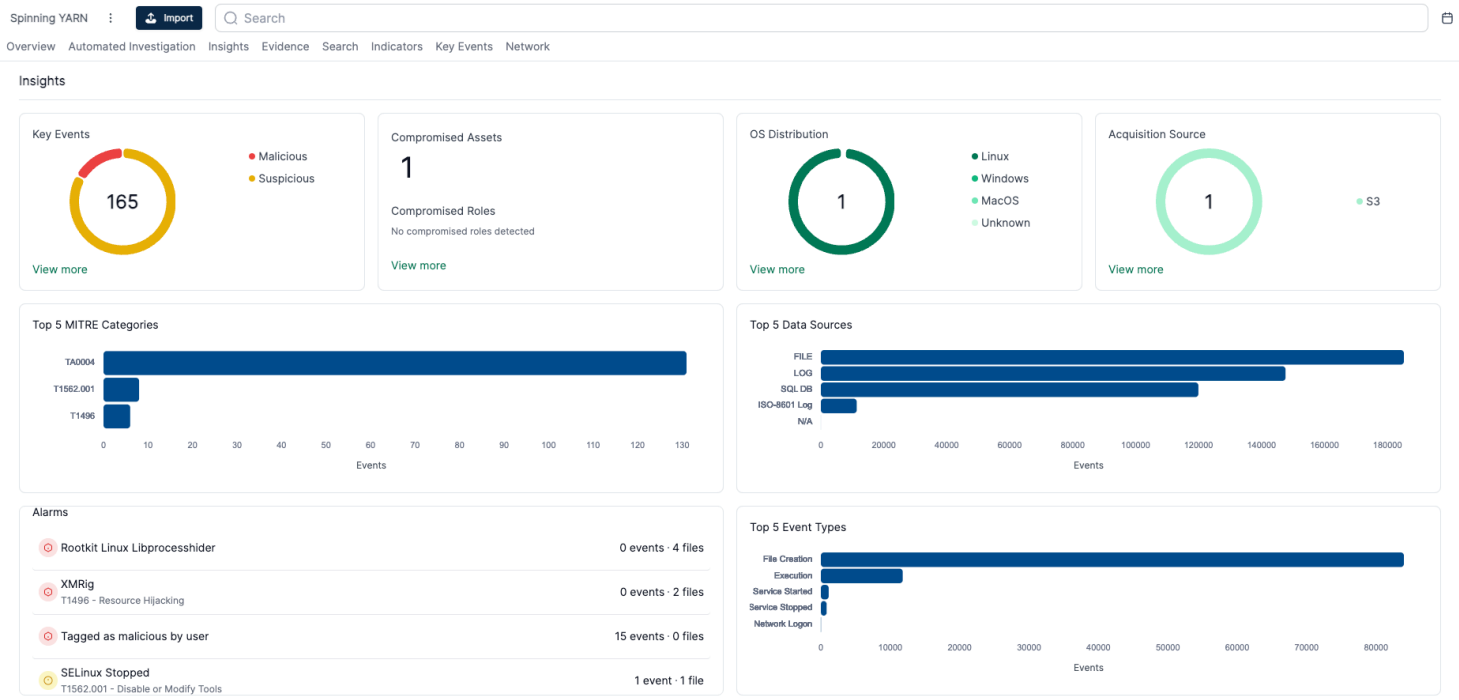 Spinning YARN
Import
Search
Overview Automated Investigation Insights Evidence Search Indicators Key Events Network
Insights
Key Events
165
Malicious
Suspicious
View more
Compromised Assets
1
Compromised Roles
No compromised roles detected
View more
OS Distribution
1
Linux
Windows
MacOS
Unknown
View more
Acquisition Source
1
S3
View more
Top 5 MITRE Categories
TA0004
T1562.001
T1496
0 10 20 30 40 50 60 70 80 90 100 110 120 130
Events
Top 5 Data Sources
FILE
LOG
SQL DB
ISO-8601 Log
N/A
0 20000 40000 60000 80000 100000 120000 140000 160000 180000
Events
Alarms
Rootkit Linux Libprocesshider 0 events · 4 files
XMRig
T1496 - Resource Hijacking
0 events · 2 files
Tagged as malicious by user 15 events · 0 files
SELinux Stopped
T1562.001 - Disable or Modify Tools
1 event · 1 file
Top 5 Event Types
File Creation
Execution
Service Started
Service Stopped
Network Logon
0 10000 20000 30000 40000 50000 60000 70000 80000
Events